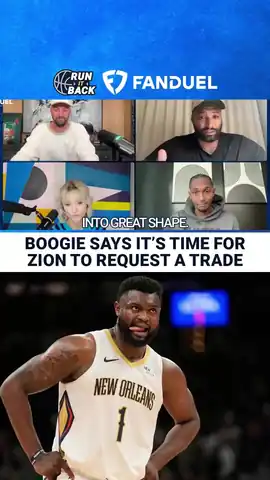 RUN
IT
BACK
FANDUEL
UEL
INTO GREAT SHAPE.
BOOGIE SAYS IT'S TIME FOR
ZION TO REQUEST A TRADE
NEW ORLEANS
1